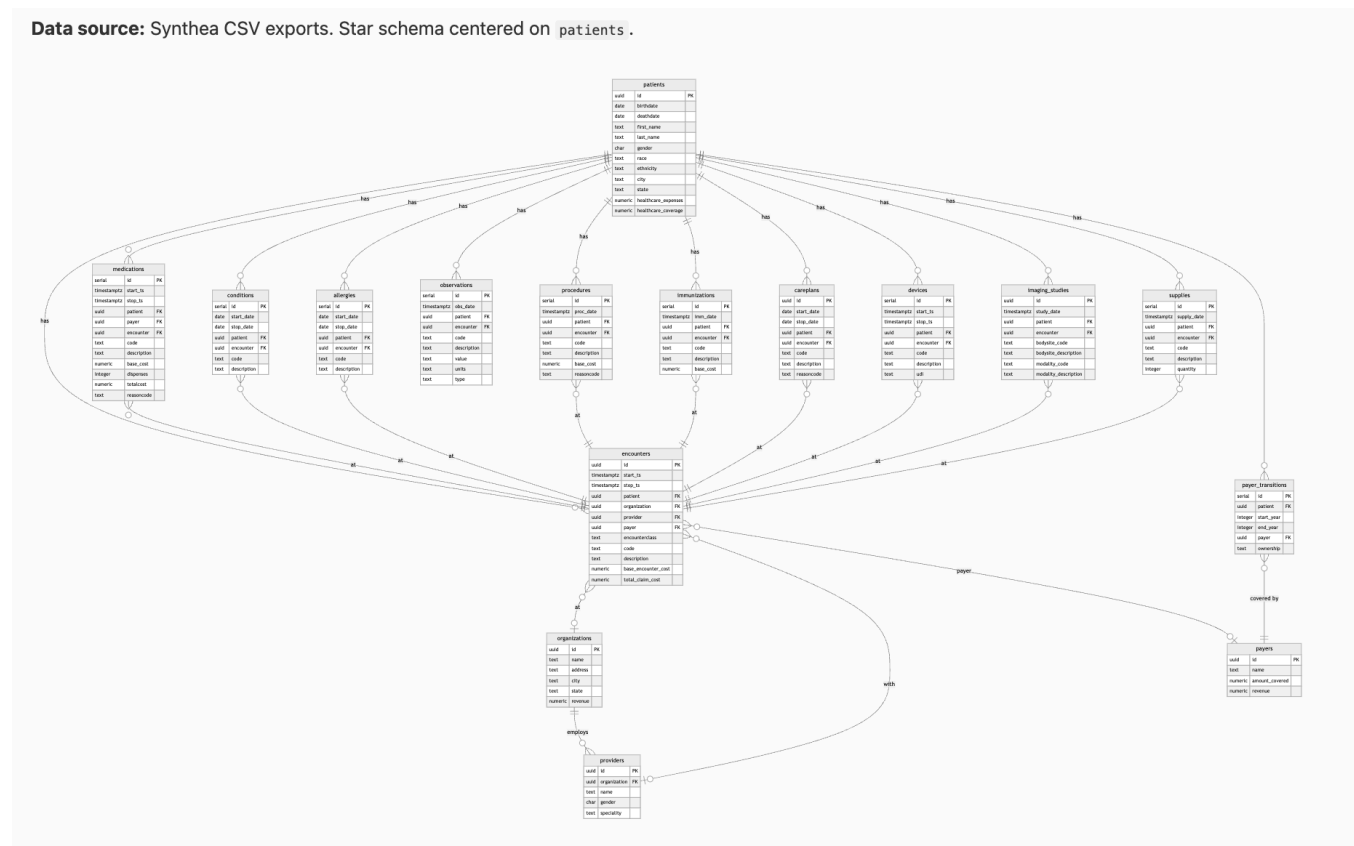 Data source: Synthea CSV exports. Star schema centered on patients.
patients
uuid id PK
date birthdate
date deathdate
text first_name
text last_name
char gender
text race
text ethnicity
text city
text state
numeric healthcare_expenses
numeric healthcare_coverage
has
has
has
has
has
has
has
has
has
has
has
has
medications
serial id PK
timestamptz start_ts
timestamptz stop_ts
uuid patient FK
uuid payer FK
uuid encounter FK
text code
text description
numeric base_cost
integer dispenses
numeric totalcost
text reasoncode
conditions
serial id PK
date start_date
date stop_date
uuid patient FK
uuid encounter FK
text code
text description
allergies
serial id PK
date start_date
date stop_date
uuid patient FK
uuid encounter FK
text code
text description
observations
serial id PK
timestamptz obs_date
uuid patient FK
uuid encounter FK
text code
text description
text value
text units
text type
procedures
serial id PK
timestamptz proc_date
uuid patient FK
uuid encounter FK
text code
text description
numeric base_cost
text reasoncode
immunizations
serial id PK
timestamptz imm_date
uuid patient FK
uuid encounter FK
text code
text description
numeric base_cost
careplans
uuid id PK
date start_date
date stop_date
uuid patient FK
uuid encounter FK
text code
text description
text reasoncode
devices
serial id PK
timestamptz start_ts
timestamptz stop_ts
uuid patient FK
uuid encounter FK
text code
text description
text udi
imaging_studies
uuid id PK
timestamptz study_date
uuid patient FK
uuid encounter FK
text bodysite_code
text bodysite_description
text modality_code
text modality_description
supplies
serial id PK
timestamptz supply_date
uuid patient FK
uuid encounter FK
text code
text description
integer quantity
at
at
at
at
at
at
at
at
at
encounters
uuid id PK
timestamptz start_ts
timestamptz stop_ts
uuid patient FK
uuid organization FK
uuid provider FK
uuid payer FK
text encounterclass
text code
text description
numeric base_encounter_cost
numeric total_claim_cost
payer_transitions
serial id PK
uuid patient FK
integer start_year
integer end_year
uuid payer FK
text ownership
payer
covered by
at
organizations
uuid id PK
text name
text address
text city
text state
numeric revenue
payers
uuid id PK
text name
numeric amount_covered
numeric revenue
with
employs
providers
uuid id PK
uuid organization FK
text name
char gender
text speciality